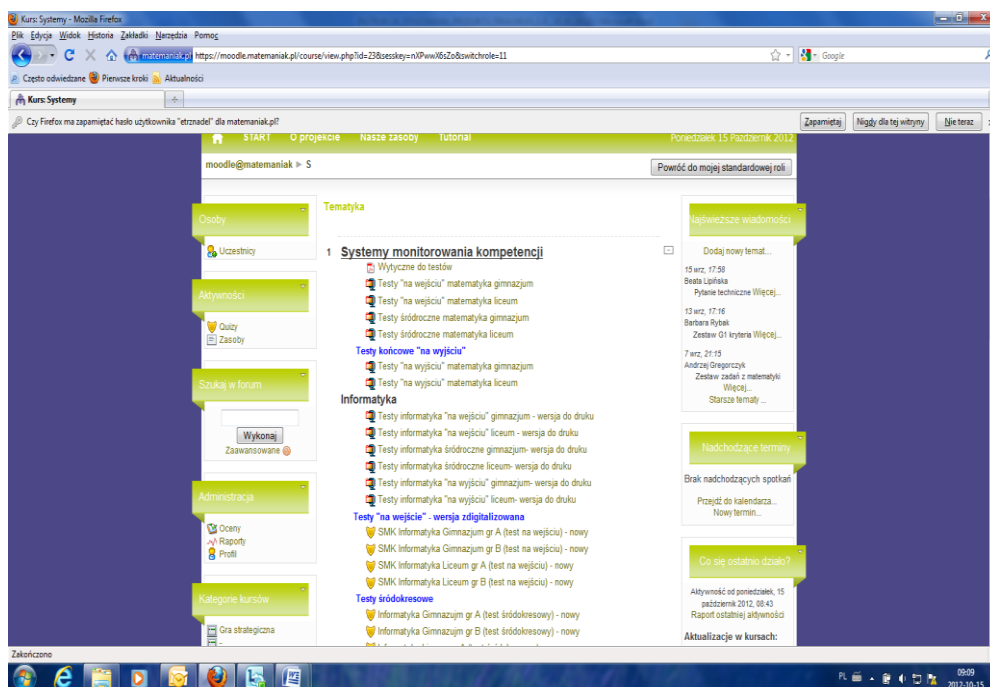 Kurs: Systemy - Mozilla Firefox
Plik Edycja Widok Historia Zakładki Narzędzia Pomoc
matemaniak.pl https://moodle.matemaniak.pl/course/view.php?id=23&sesskey=nXPwwX6sZo&switchrole=11
Google
Często odwiedzane Pierwsze kroki Aktualności
Kurs: Systemy
Czy Firefox ma zapamiętać hasło użytkownika "etrznadel" dla matemaniak.pl? Zapamiętaj Nigdy dla tej witryny Nie teraz
START O projekcie Nasze zasoby Tutorial Poniedziałek 15 Październik 2012
moodle@matemaniak ► S Powróć do mojej standardowej roli
Osoby
Uczestnicy
Aktywności
Quizy
Zasoby
Szukaj w forum
Wykonaj
Zaawansowane
Administracja
Oceny
Raporty
Profil
Kategorie kursów
Gra strategiczna
Tematyka
1 Systemy monitorowania kompetencji
Wytyczne do testów
Testy "na wejściu" matematyka gimnazjum
Testy "na wejściu" matematyka liceum
Testy śródroczne matematyka gimnazjum
Testy śródroczne matematyka liceum
Testy końcowe "na wyjściu"
Testy "na wyjsciu" matematyka gimnazjum
Testy "na wyjsciu" matematyka liceum
Informatyka
Testy informatyka "na wejściu" gimnazjum - wersja do druku
Testy informatyka "na wejściu" liceum - wersja do druku
Testy informatyka śródroczne gimnazjum- wersja do druku
Testy informatyka śródroczne liceum- wersja do druku
Testy informatyka "na wyjściu" gimnazjum- wersja do druku
Testy informatyka "na wyjściu" liceum- wersja do druku
Testy "na wejście" - wersja zdigitalizowana
SMK Informatyka Gimnazjum gr A (test na wejściu) - nowy
SMK Informatyka Gimnazjum gr B (test na wejściu) - nowy
SMK Informatyka Liceum gr A (test na wejściu) - nowy
SMK Informatyka Liceum gr B (test na wejściu) - nowy
Testy śródokresowe
Informatyka Gimnazujm gr A (test śródokresowy) - nowy
Informatyka Gimnazujm gr B (test śródokresowy) - nowy
Najświeższe wiadomości
Dodaj nowy temat...
15 wrz, 17:58
Beata Lipińska
Pytanie techniczne Więcej...
13 wrz, 17:16
Barbara Rybak
Zestaw G1 kryteria Więcej...
7 wrz, 21:15
Andrzej Gregorczyk
Zestaw zadań z matematyki
Więcej...
Starsze tematy ...
Nadchodzące terminy
Brak nadchodzących spotkań
Przejdź do kalendarza...
Nowy termin...
Co się ostatnio działo?
Aktywność od poniedziałek, 15
październik 2012, 08:43
Raport ostatniej aktywności
Aktualizacje w kursach:
Zakończono
PL 09:09
2012-10-15